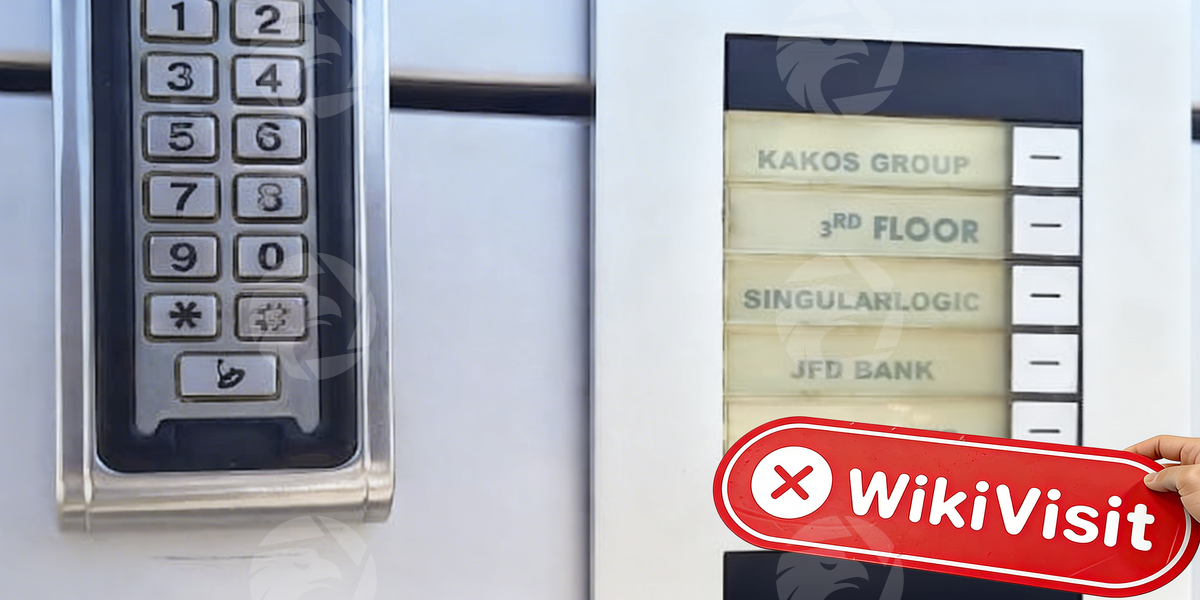 1 2
3 4
5 6
7 8
9 0
* #
KAKOS GROUP
3RD FLOOR
SINGULARLOGIC
JFD BANK
WikiVisit